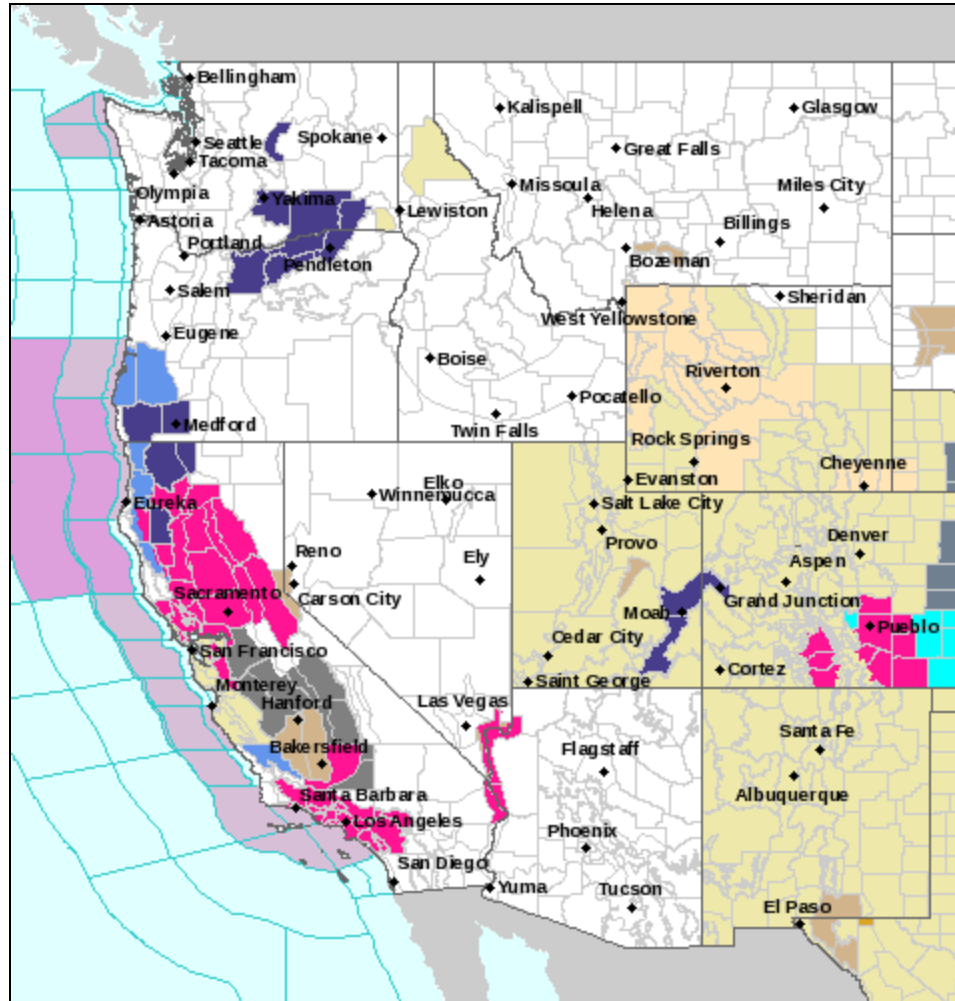 Bellingham
Kalispell
Glasgow
Seattle
Spokane
Great Falls
Tacoma
Olympia
Missoula
Miles City
Yakima
Lewiston
Helena
Astoria
Billings
Portland
Pendleton
Bozeman
Salem
Sheridan
West Yellowstone
Eugene
Boise
Riverton
Pocatello
Medford
Twin Falls
Rock Springs
Cheyenne
Elko
Evanston
Winnemucca
Eureka
Salt Lake City
Provo
Denver
Reno
Ely
Aspen
Sacramento
Carson City
Grand Junction
Moab
Pueblo
Cedar City
San Francisco
Cortez
Saint George
Monterey
Las Vegas
Hanford
Santa Fe
Flagstaff
Bakersfield
Albuquerque
Santa Barbara
Los Angeles
Phoenix
San Diego
Yuma
Tucson
El Paso